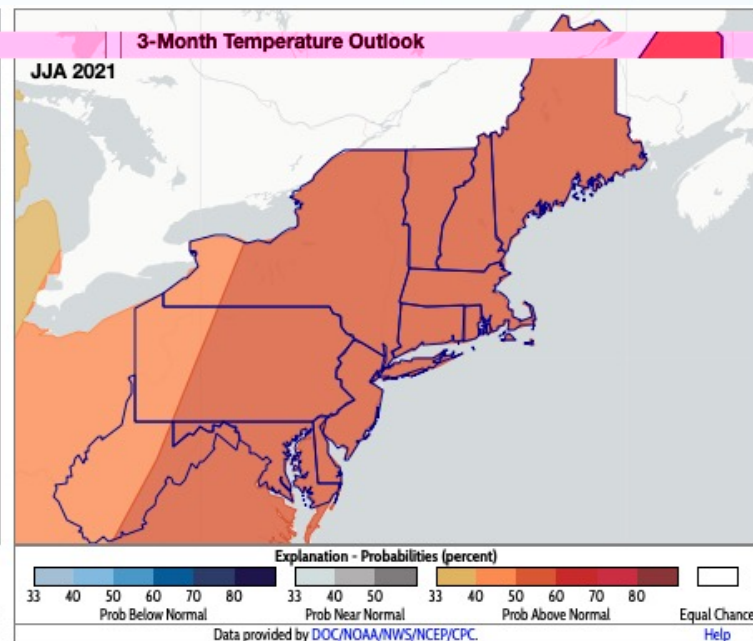 3-Month Temperature Outlook
JJA 2021
Explanation - Probabilities (percent)
33 40 50 60 70 80 33 40 50 33 40 50 60 70 80
Prob Below Normal Prob Near Normal Prob Above Normal Equal Chance
Data provided by DOC/NOAA/NWS/NCEP/CPC. Help